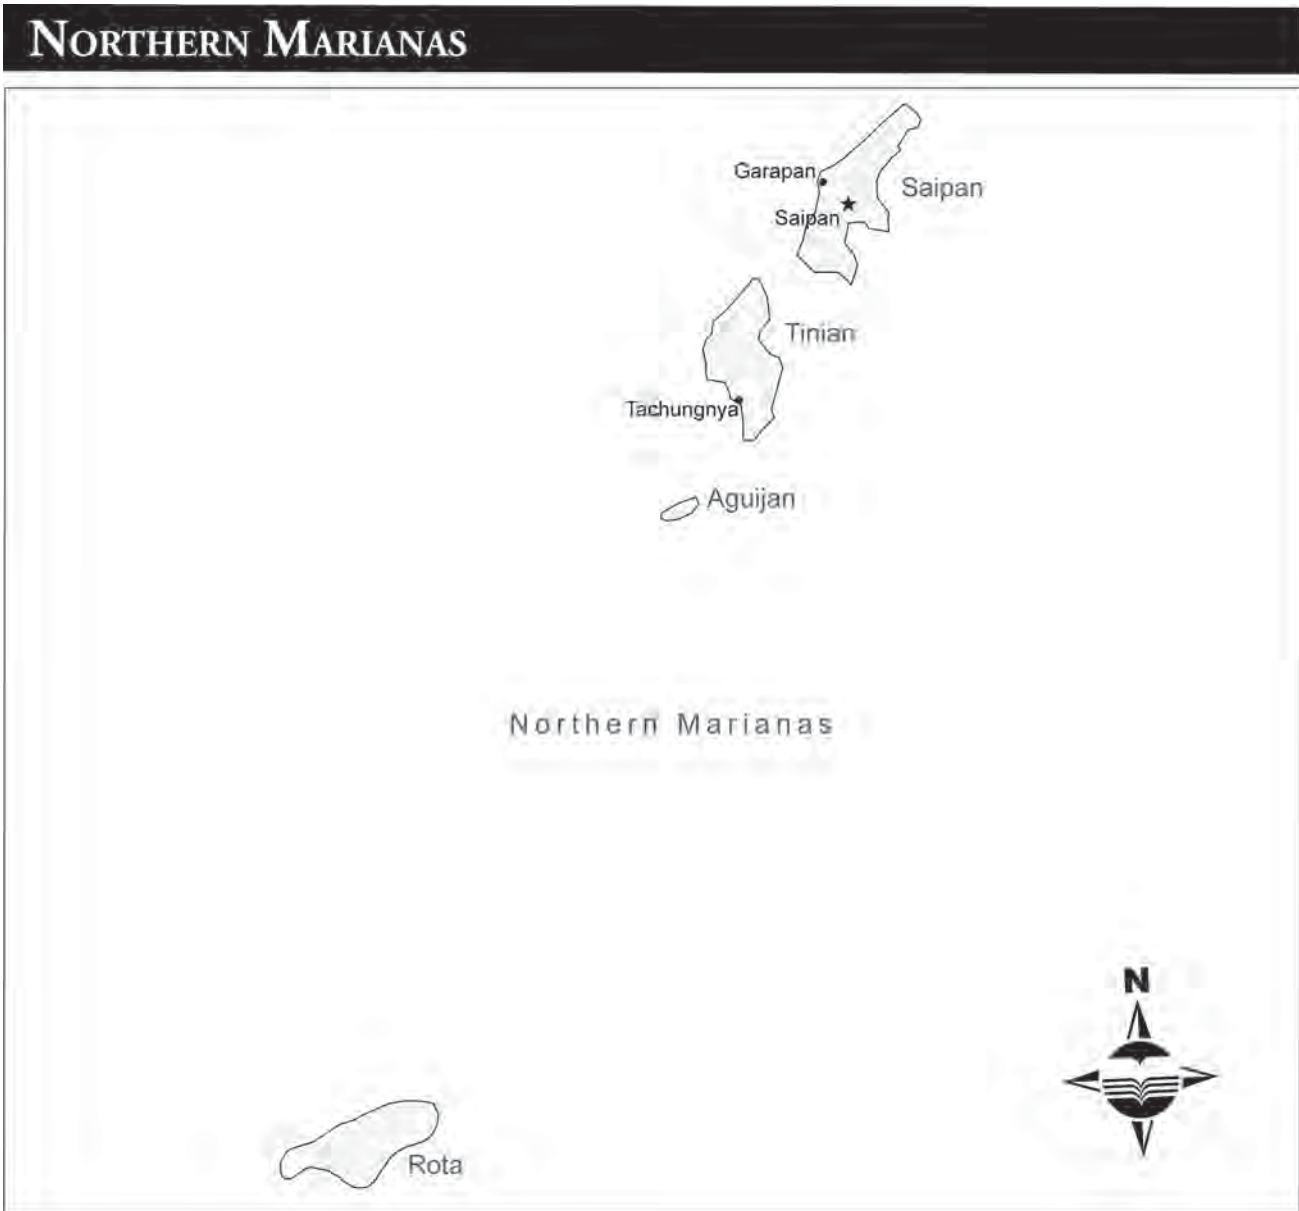 NORTHERN MARIANAS
Garapan
Saipan
Saipan
Tinian
Tachungnya
Aguijan
Northern Marianas
N
Rota